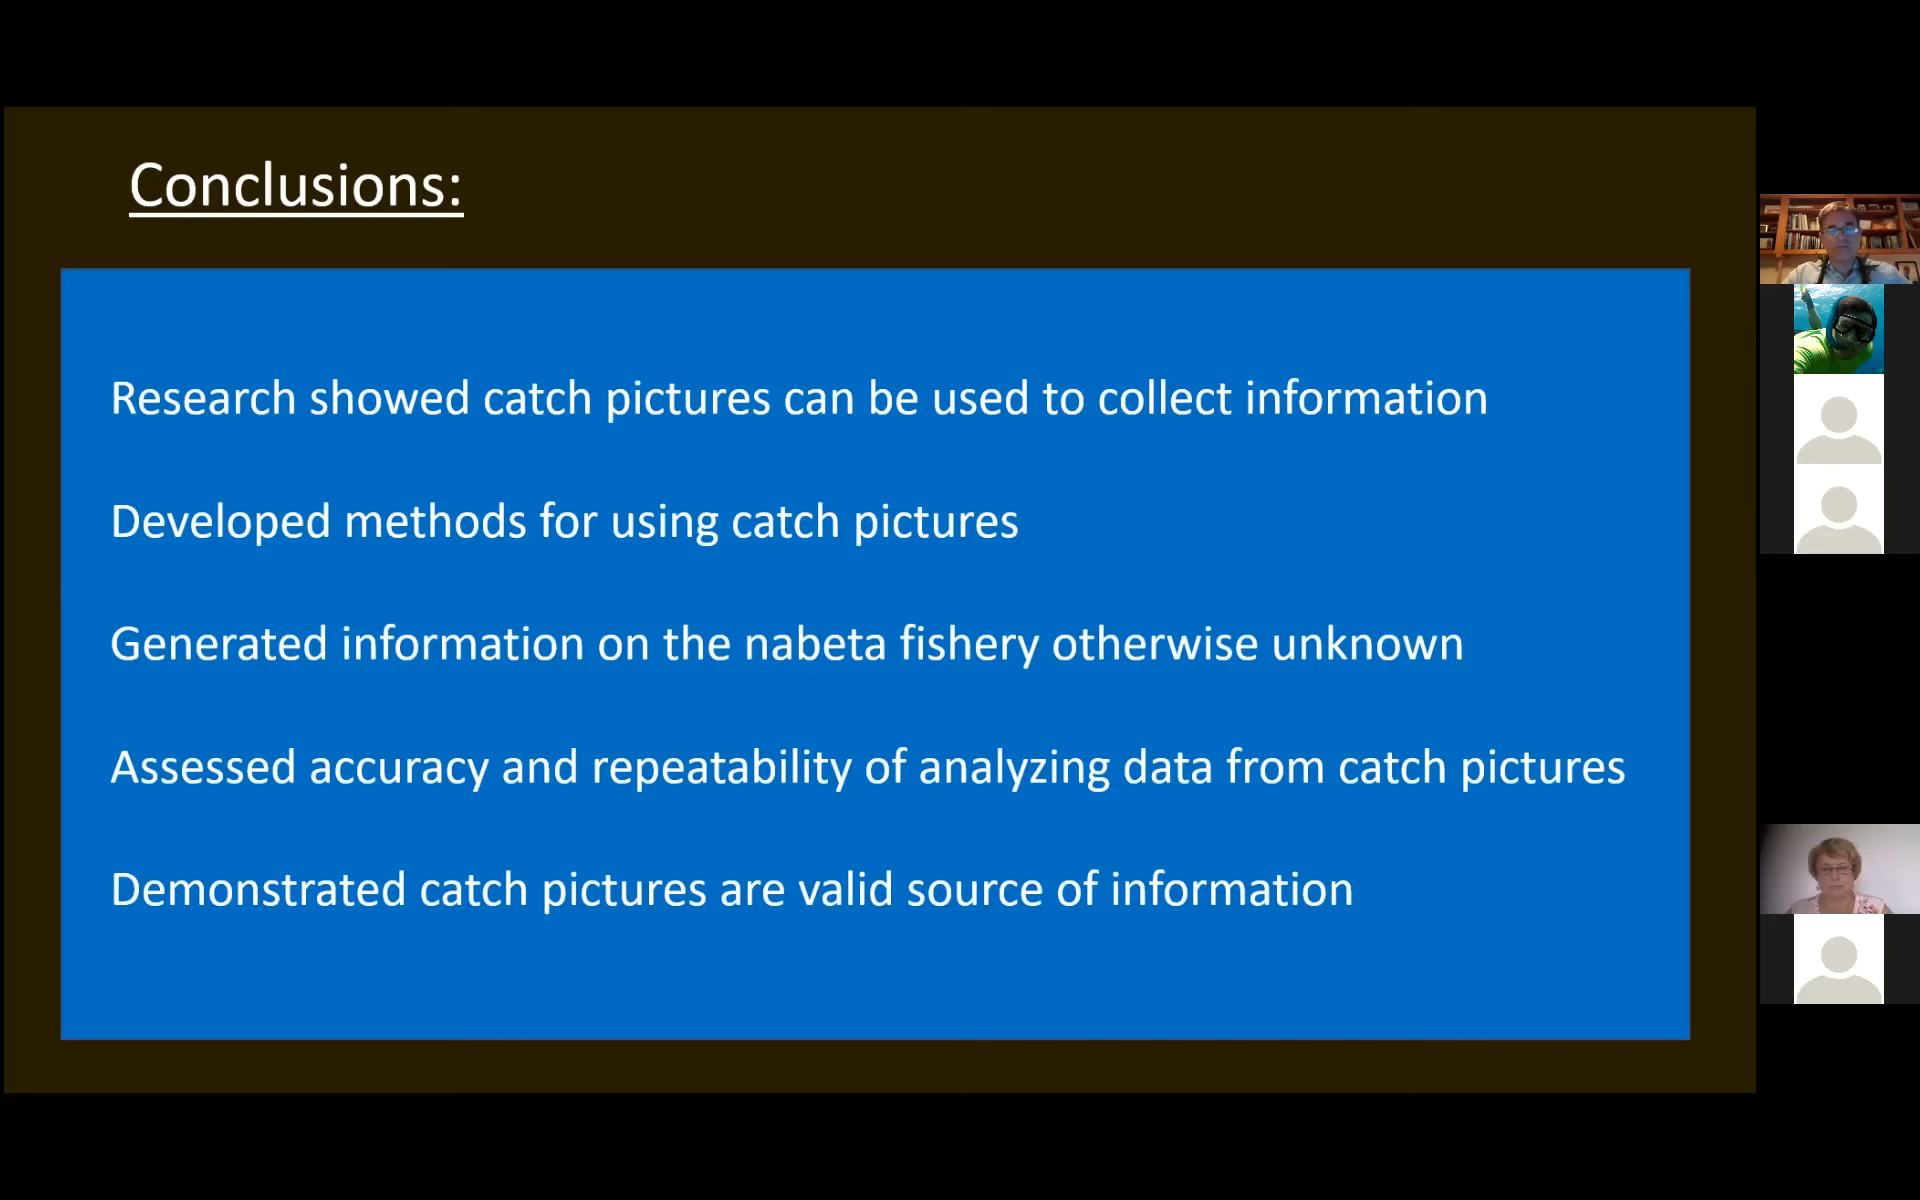 Conclusions:
Research showed catch pictures can be used to collect information
Developed methods for using catch pictures
Generated information on the nabeta fishery otherwise unknown
Assessed accuracy and repeatability of analyzing data from catch pictures
Demonstrated catch pictures are valid source of information